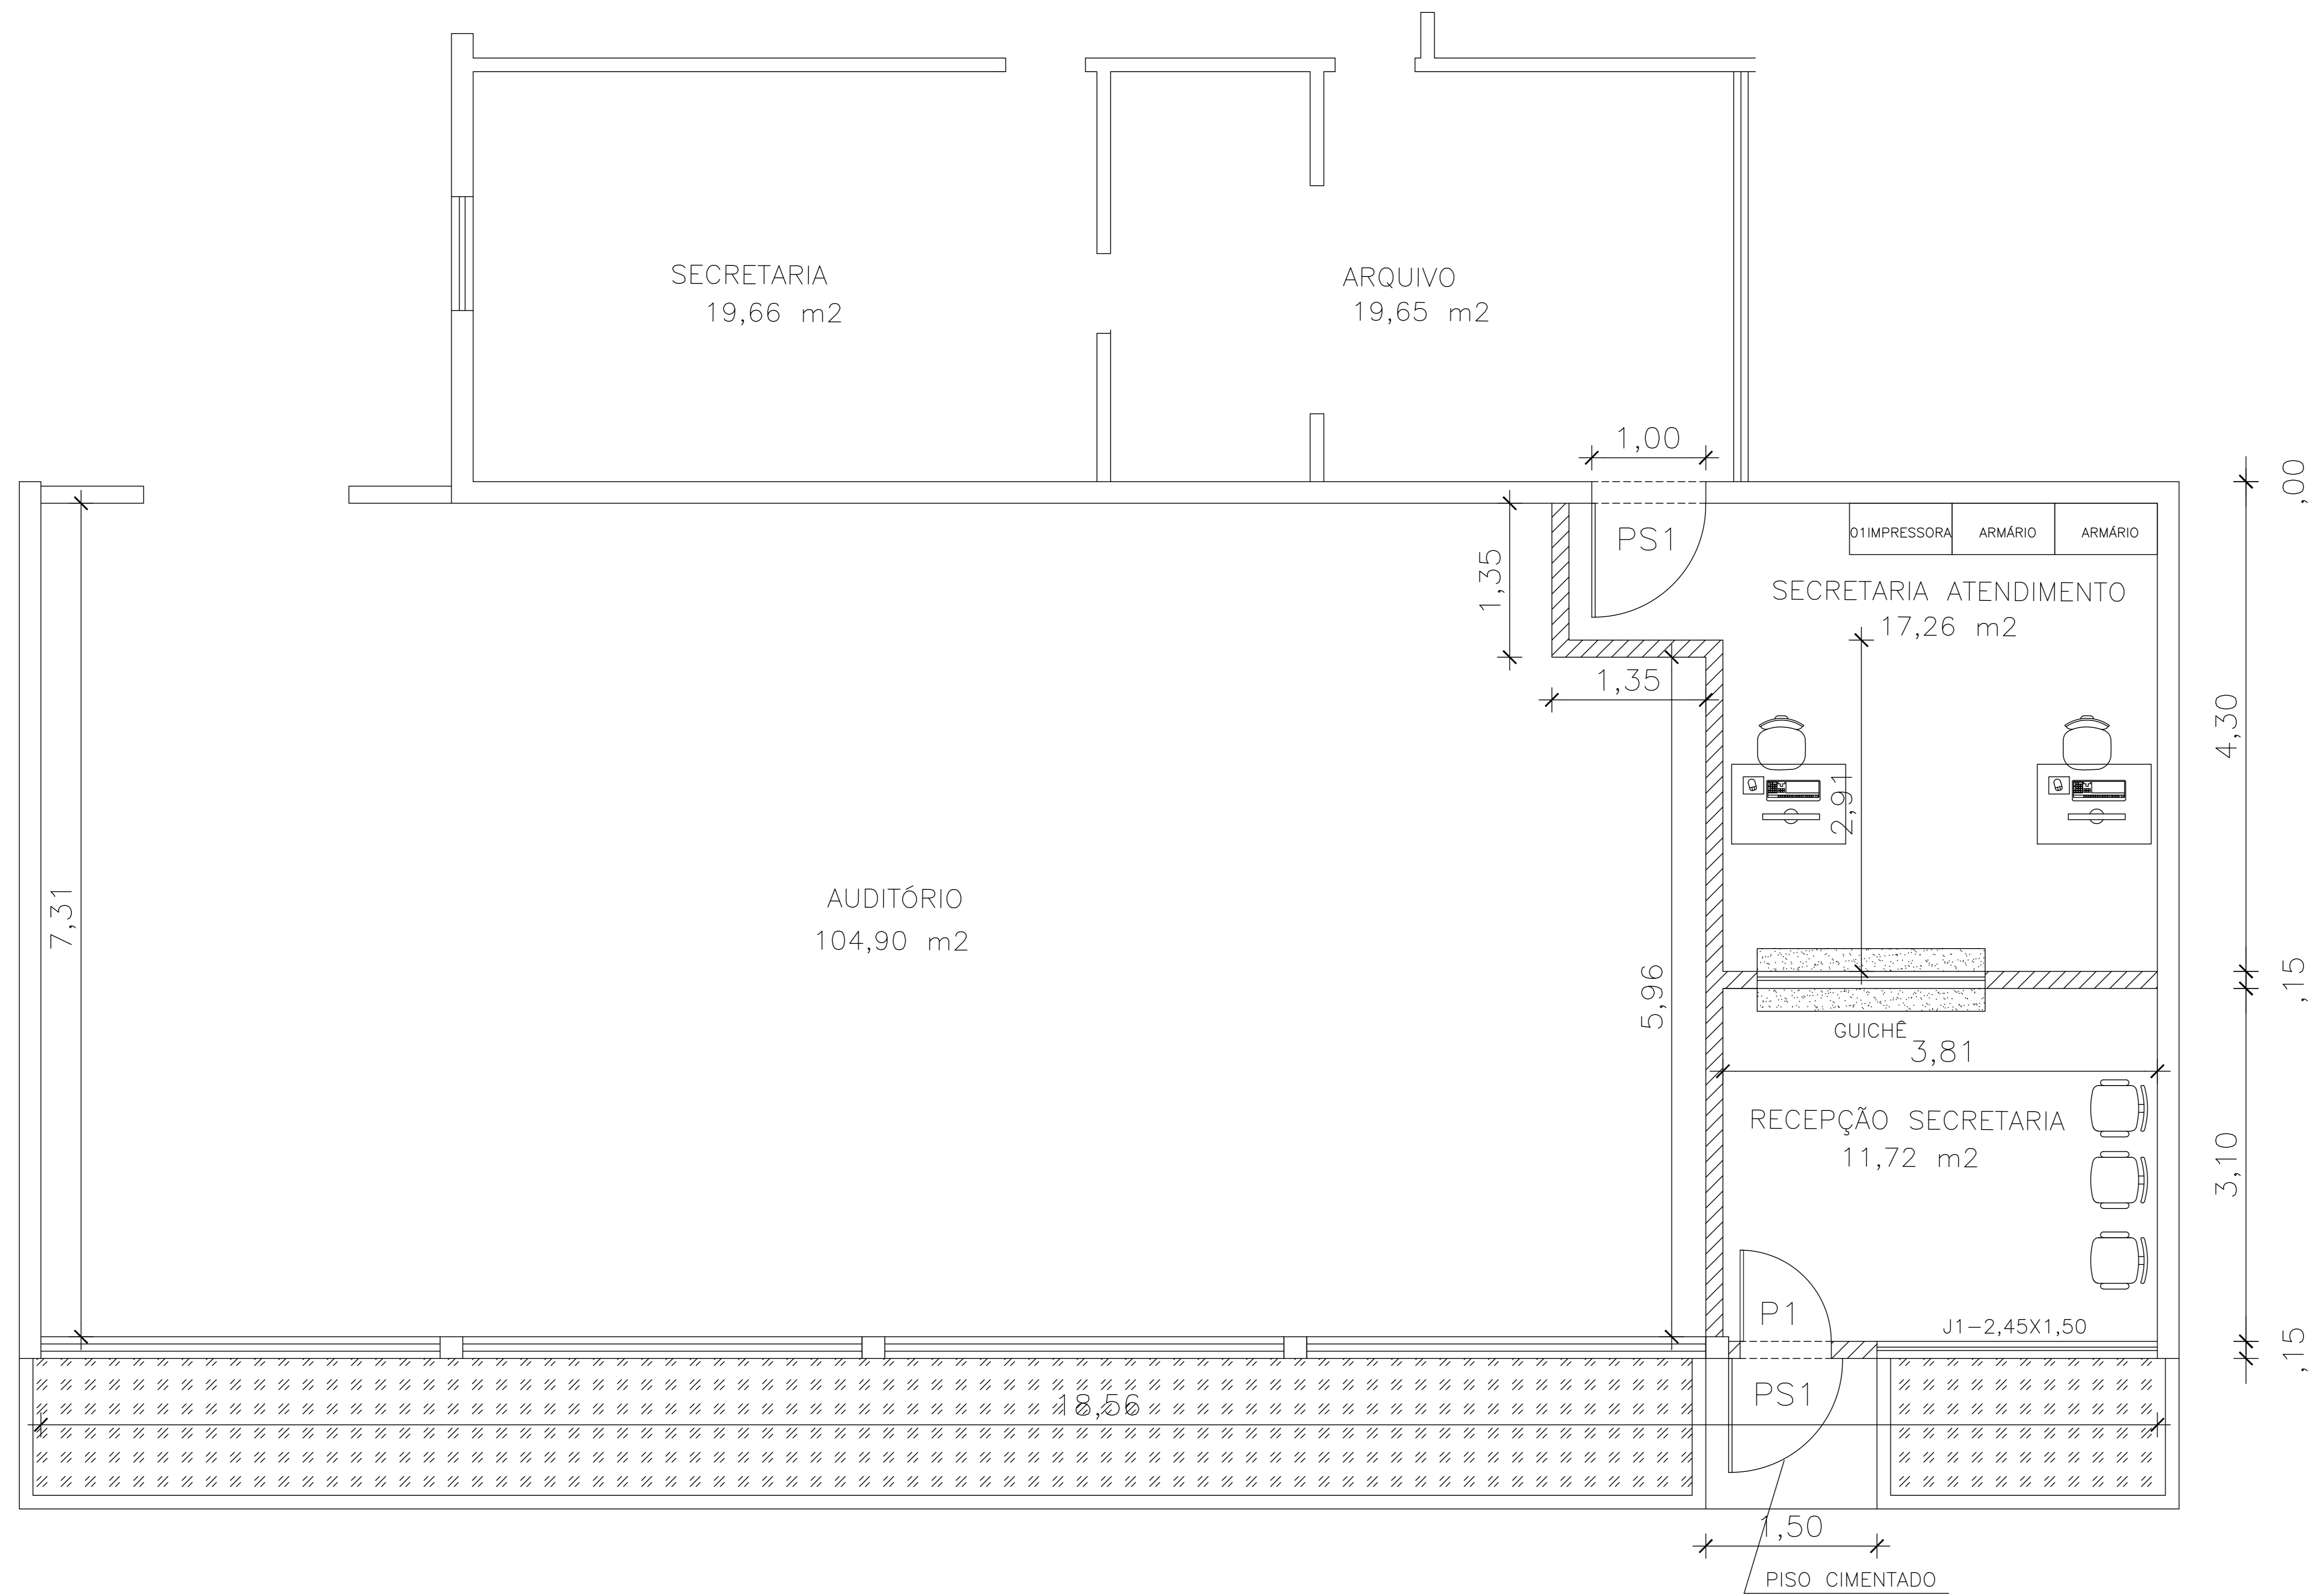 SECRETARIA
19,66 m2
ARQUIVO
19,65 m2
1,00
,00
PS1
01IMPRESSORA
ARMÁRIO
ARMÁRIO
1,35
SECRETARIA ATENDIMENTO
17,26 m2
1,35
4,30
2,91
AUDITÓRIO
104,90 m2
7,31
5,96
,15
GUICHÊ
3,81
RECEPÇÃO SECRETARIA
11,72 m2
3,10
P1
J1-2,45X1,50
,15
PS1
18,56
1,50
PISO CIMENTADO